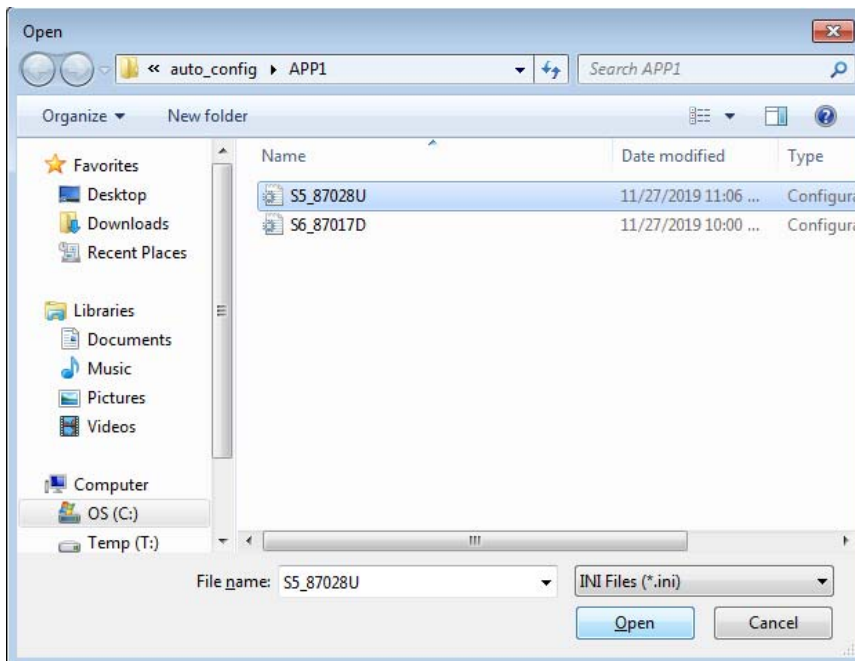 Open
« auto_config ▸ APP1
Search APP1
Organize
New folder
Favorites
Desktop
Downloads
Recent Places
Libraries
Documents
Music
Pictures
Videos
Computer
OS (C:)
Temp (T:)
Name Date modified Type
S5_87028U 11/27/2019 11:06 ... Configura
S6_87017D 11/27/2019 10:00 ... Configura
File name: S5_87028U
INI Files (*.ini)
Open
Cancel